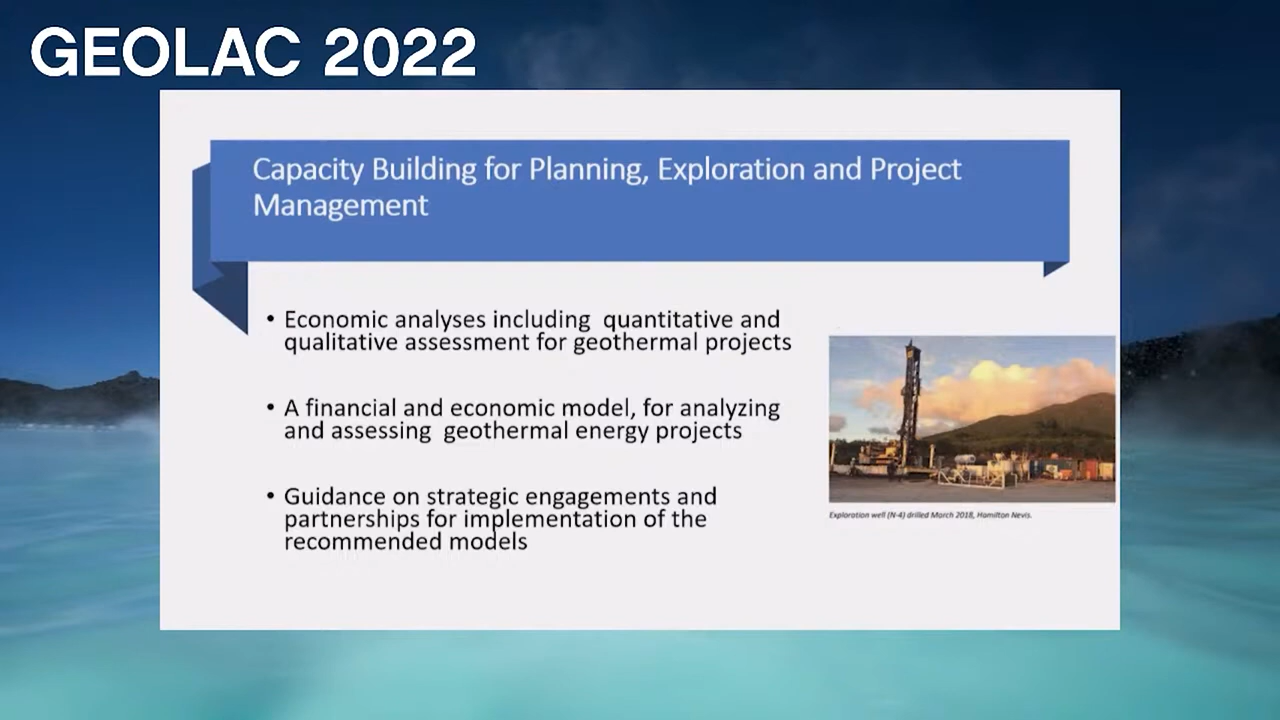 GEOLAC 2022
Capacity Building for Planning, Exploration and Project
Management
• Economic analyses including  quantitative and
qualitative assessment for geothermal projects
• A financial and economic model, for analyzing
and assessing  geothermal energy projects
• Guidance on strategic engagements and
partnerships for implementation of the
recommended models
Exploration well (N-4) drilled March 2018, Hamilton Nevis.